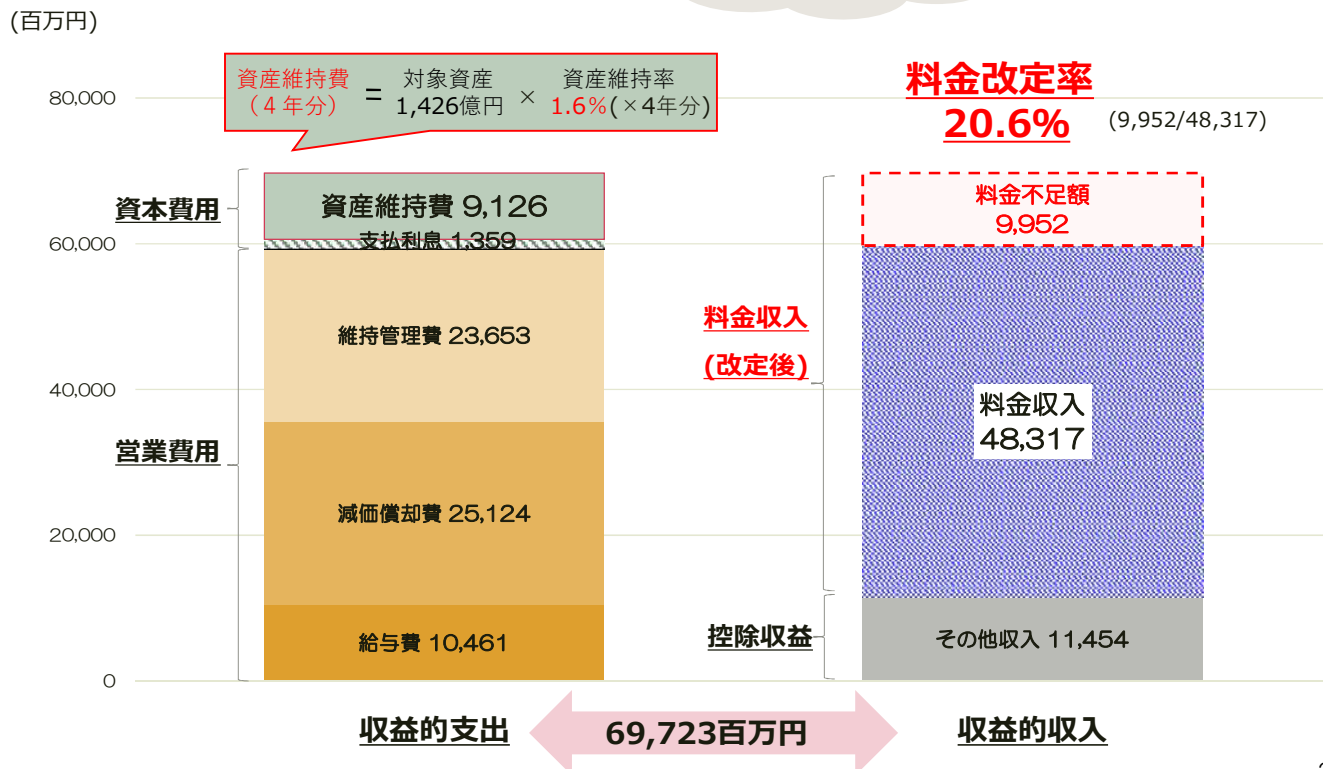 (百万円)
80,000
60,000
40,000
20,000
0
資産維持費
(4年分)
=
対象資産
1,426億円
×
資産維持率
1.6%(×4年分)
料金改定率
20.6%
(9,952/48,317)
資本費用
資産維持費 9,126
支払利息 1,359
営業費用
維持管理費 23,653
減価償却費 25,124
給与費 10,461
料金不足額
9,952
料金収入
(改定後)
料金収入
48,317
控除収益
その他収入 11,454
収益的支出
69,723百万円
収益的収入